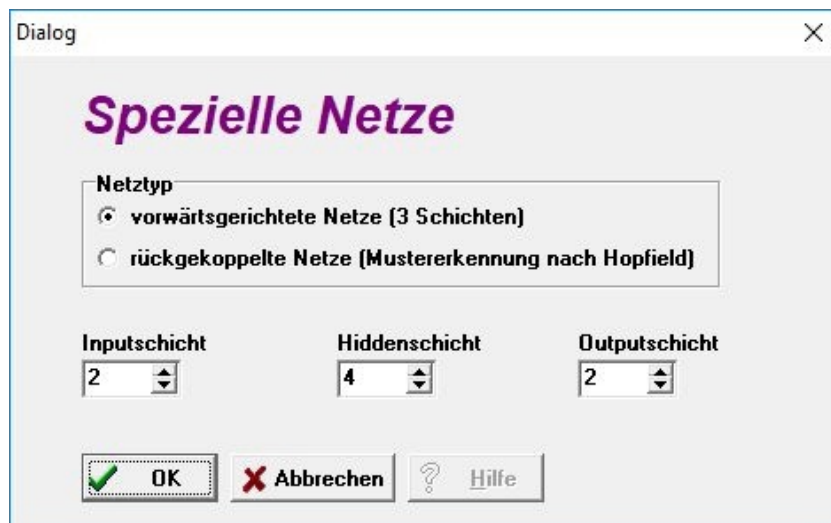 Dialog
Spezielle Netze
Netztyp
vorwärtsgerichtete Netze (3 Schichten)
rückgekoppelte Netze (Mustererkennung nach Hopfield)
Inputschicht Hiddenschicht Outputschicht
2 4 2
OK Abbrechen ? Hilfe